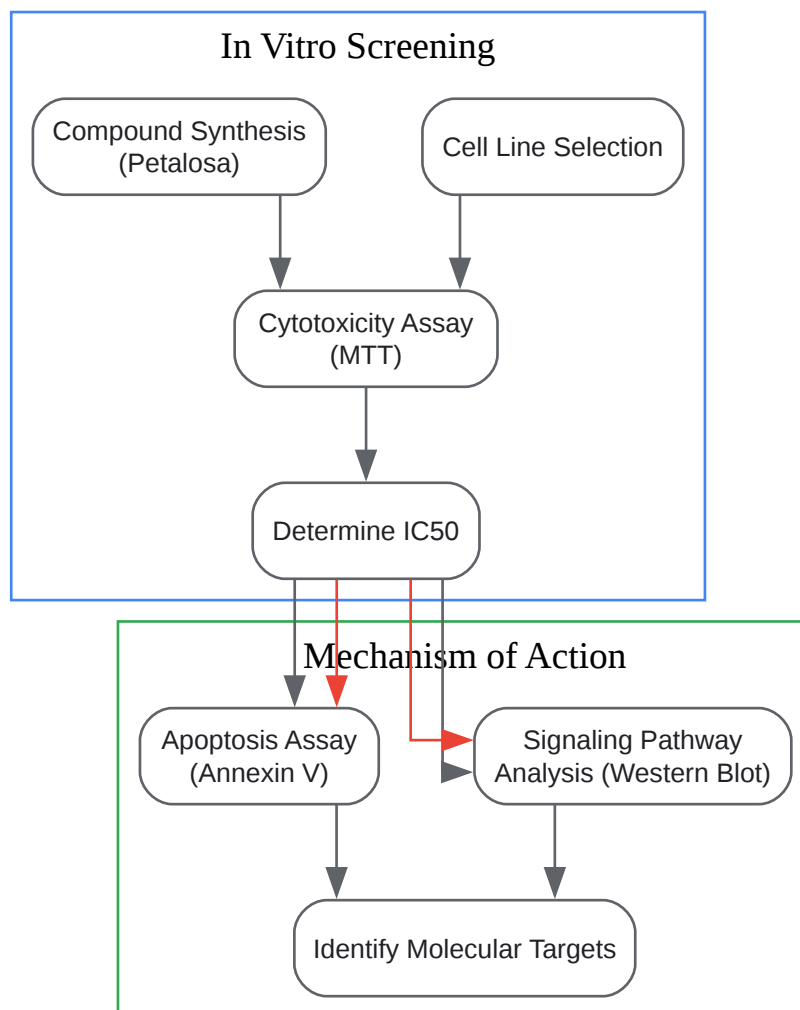 In Vitro Screening
Compound Synthesis
(Petalosa)
Cell Line Selection
Cytotoxicity Assay
(MTT)
Determine IC50
Mechanism of Action
Apoptosis Assay
(Annexin V)
Signaling Pathway
Analysis (Western Blot)
Identify Molecular Targets